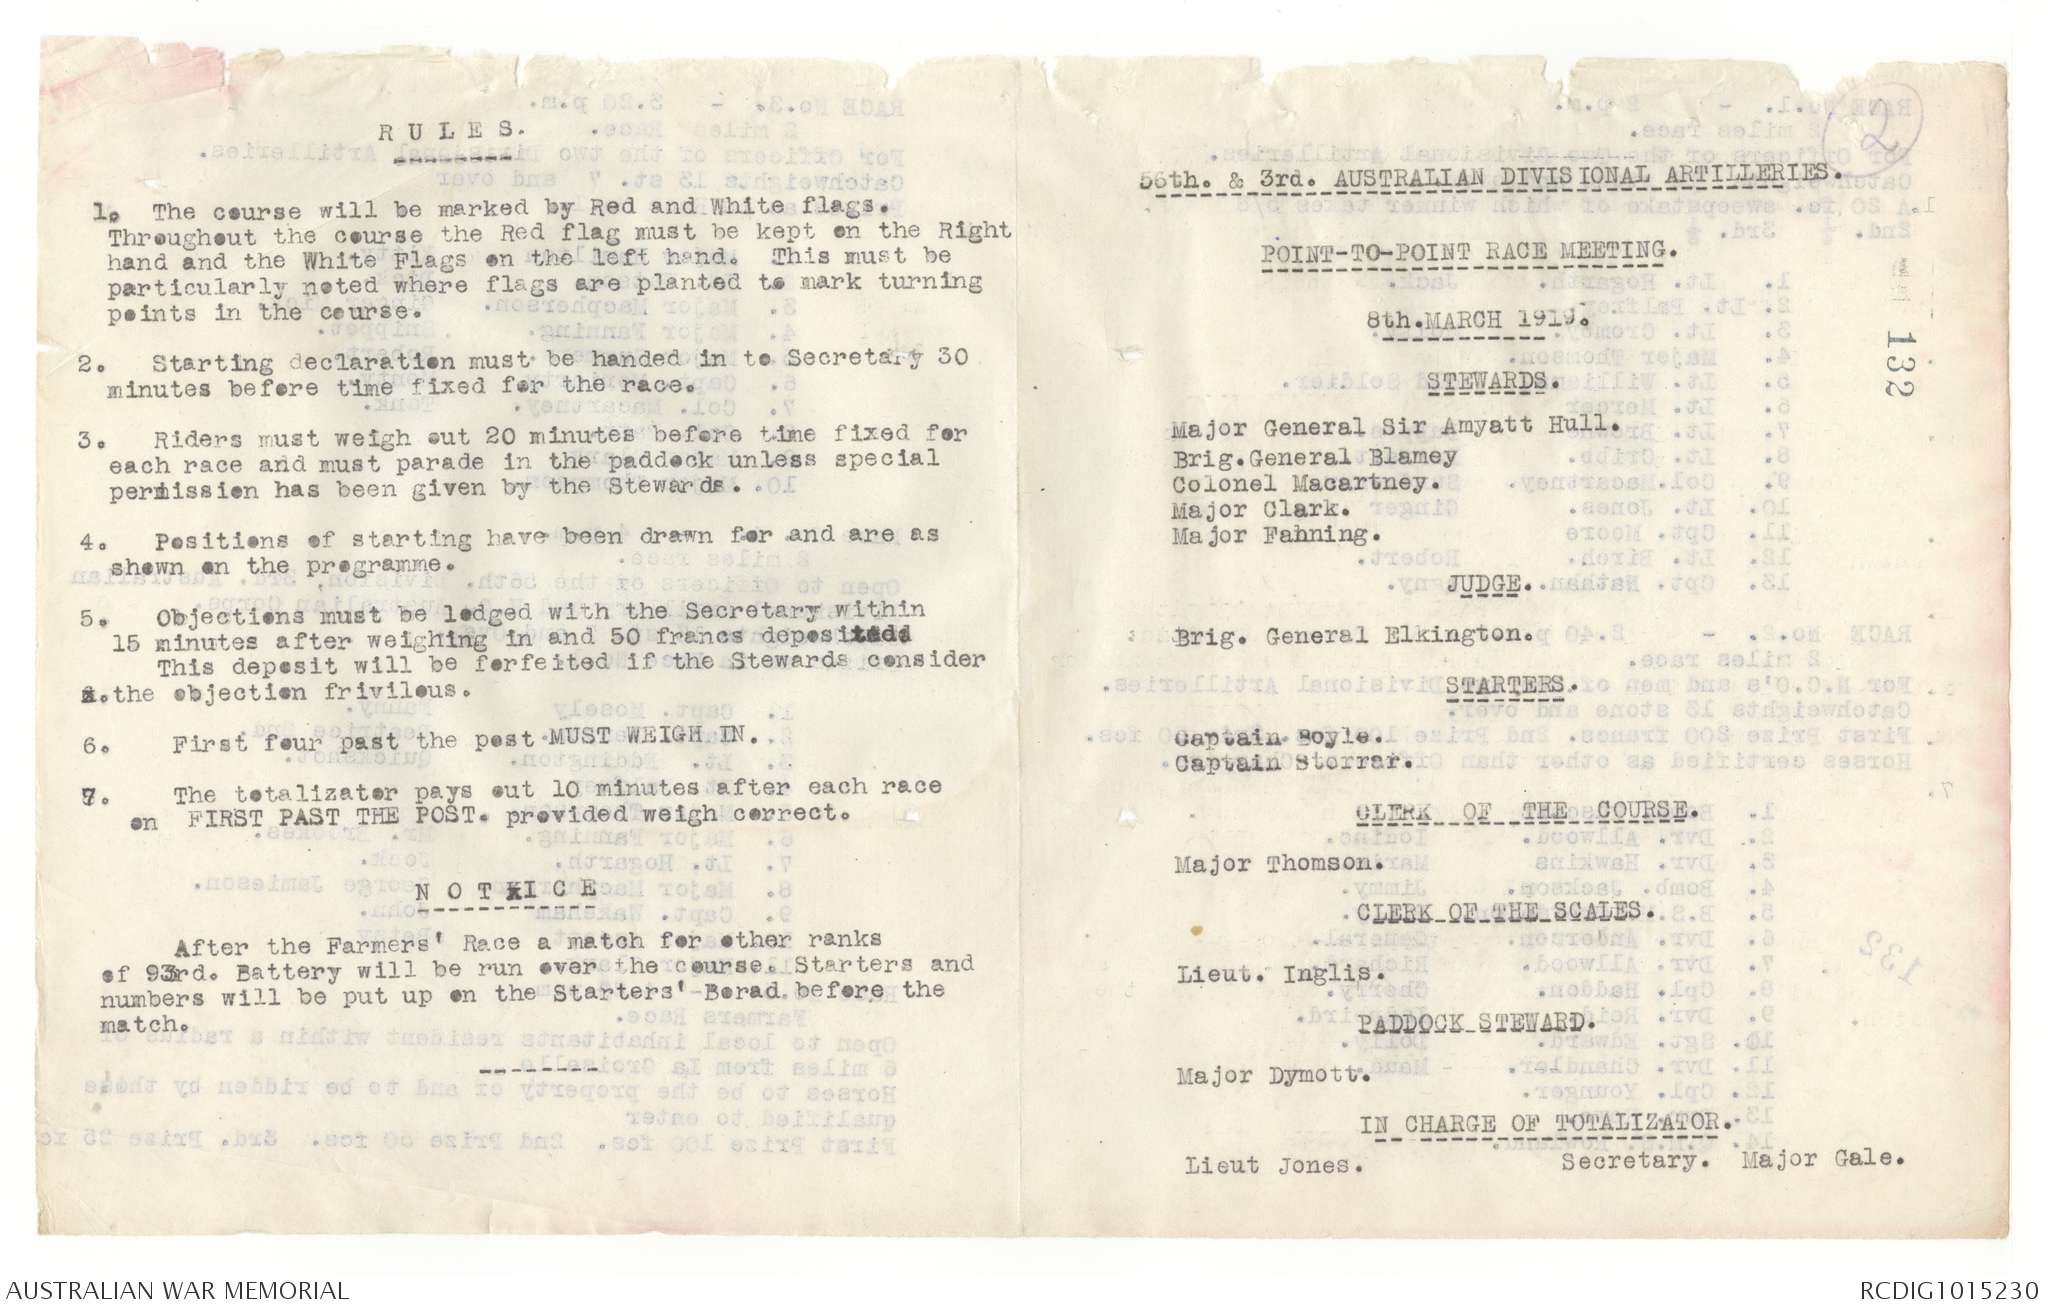 RULES.
1. The course will be marked by Red and White flags.
Throughout the course the Red flag must be kept on the Right
hand and the White Flags on the left hand. This must be
particularly noted where flags are planted to mark turning
points in the course.
2. Starting declaration must be handed in to Secretary 30
minutes before time fixed for the race.
3. Riders must weigh out 20 minutes before time fixed for
each race and must parade in the paddock unless special
permission has been given by the Stewards.
4. Positions of starting have been drawn for and are as
shown on the programme.
5. Objections must be lodged with the Secretary within
15 minutes after weighing in and 50 francs deposited
This deposit will be forfeited if the Stewards consider
the objection frivilous.
6. First four past the post MUST WEIGH IN.
7. The totalizator pays out 10 minutes after each race
on FIRST PAST THE POST. provided weigh correct.
NOTICE
After the Farmers' Race a match for other ranks
of 93rd. Battery will be run over the course. Starters and
numbers will be put up on the Starters' Borad before the
match.
2
56th. & 3rd. AUSTRALIAN DIVISIONAL ARTILLERIES.
POINT-TO-POINT RACE MEETING.
8th.MARCH 1919.
132
STEWARDS.
Major General Sir Amyatt Hull.
Brig.General Blamey
Colonel Macartney.
Major Clark.
Major Fanning.
JUDGE.
Brig. General Elkington.
STARTERS.
Captain Boyle.
Captain Storrar.
CLERK OF THE COURSE.
Major Thomson.
CLERK OF THE SCALES.
Lieut. Inglis.
PADDOCK STEWARD.
Major Dymott.
IN CHARGE OF TOTALIZATOR.
Lieut Jones. Secretary. Major Gale.
AUSTRALIAN WAR MEMORIAL
RCDIG1015230